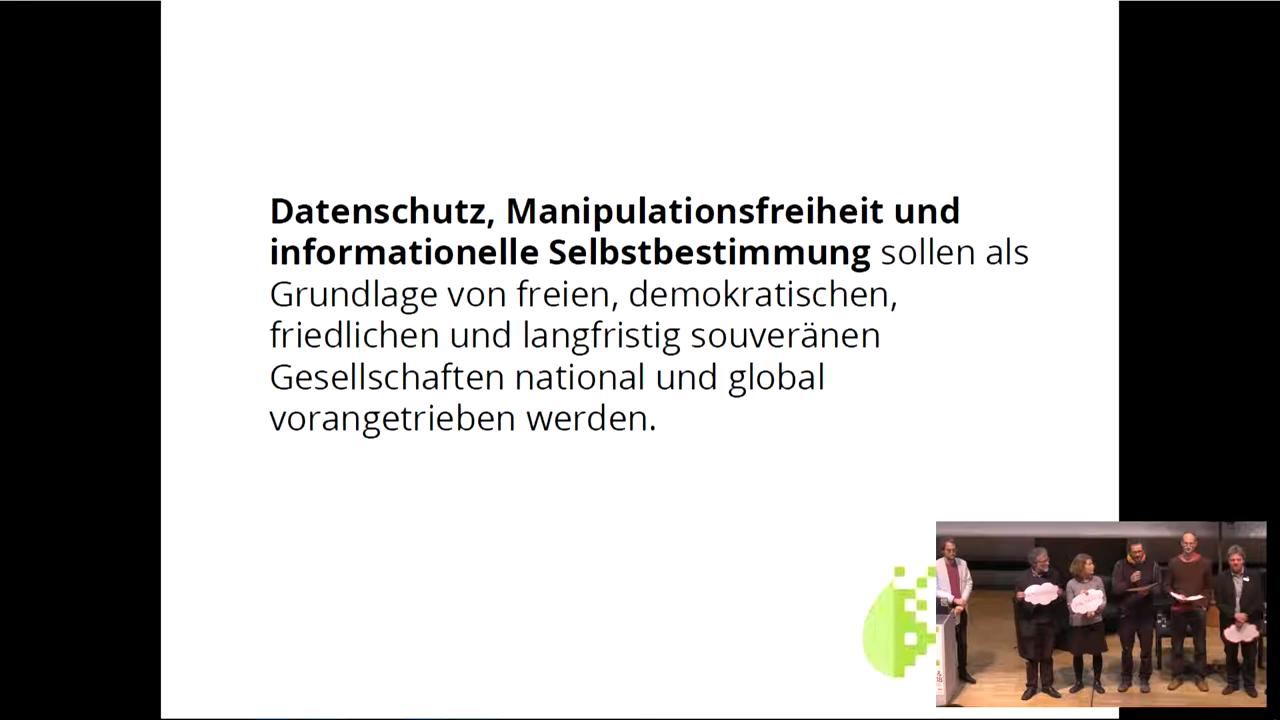 Datenschutz, Manipulationsfreiheit und
informationelle Selbstbestimmung sollen als
Grundlage von freien, demokratischen,
friedlichen und langfristig souveränen
Gesellschaften national und global
vorangetrieben werden.